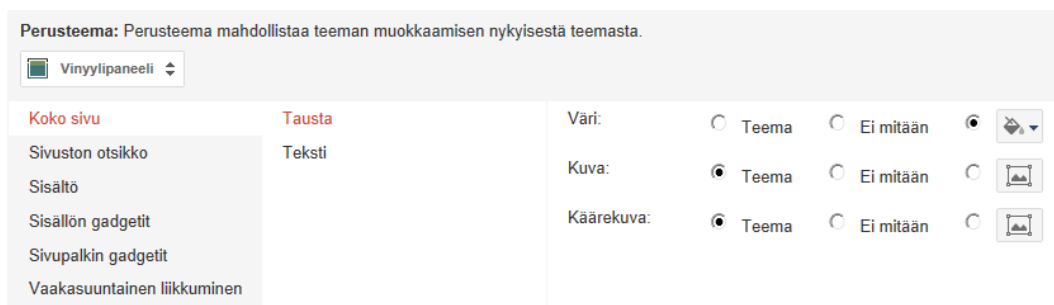 Perusteema: Perusteema mahdollistaa teeman muokkaamisen nykyisestä teemasta.
Vinyylipaneeli
Koko sivu
Sivuston otsikko
Sisältö
Sisällön gadgetit
Sivupalkin gadgetit
Vaakasuuntainen liikkuminen
Tausta
Teksti
Väri: Teema Ei mitään
Kuva: Teema Ei mitään
Käärekuva: Teema Ei mitään